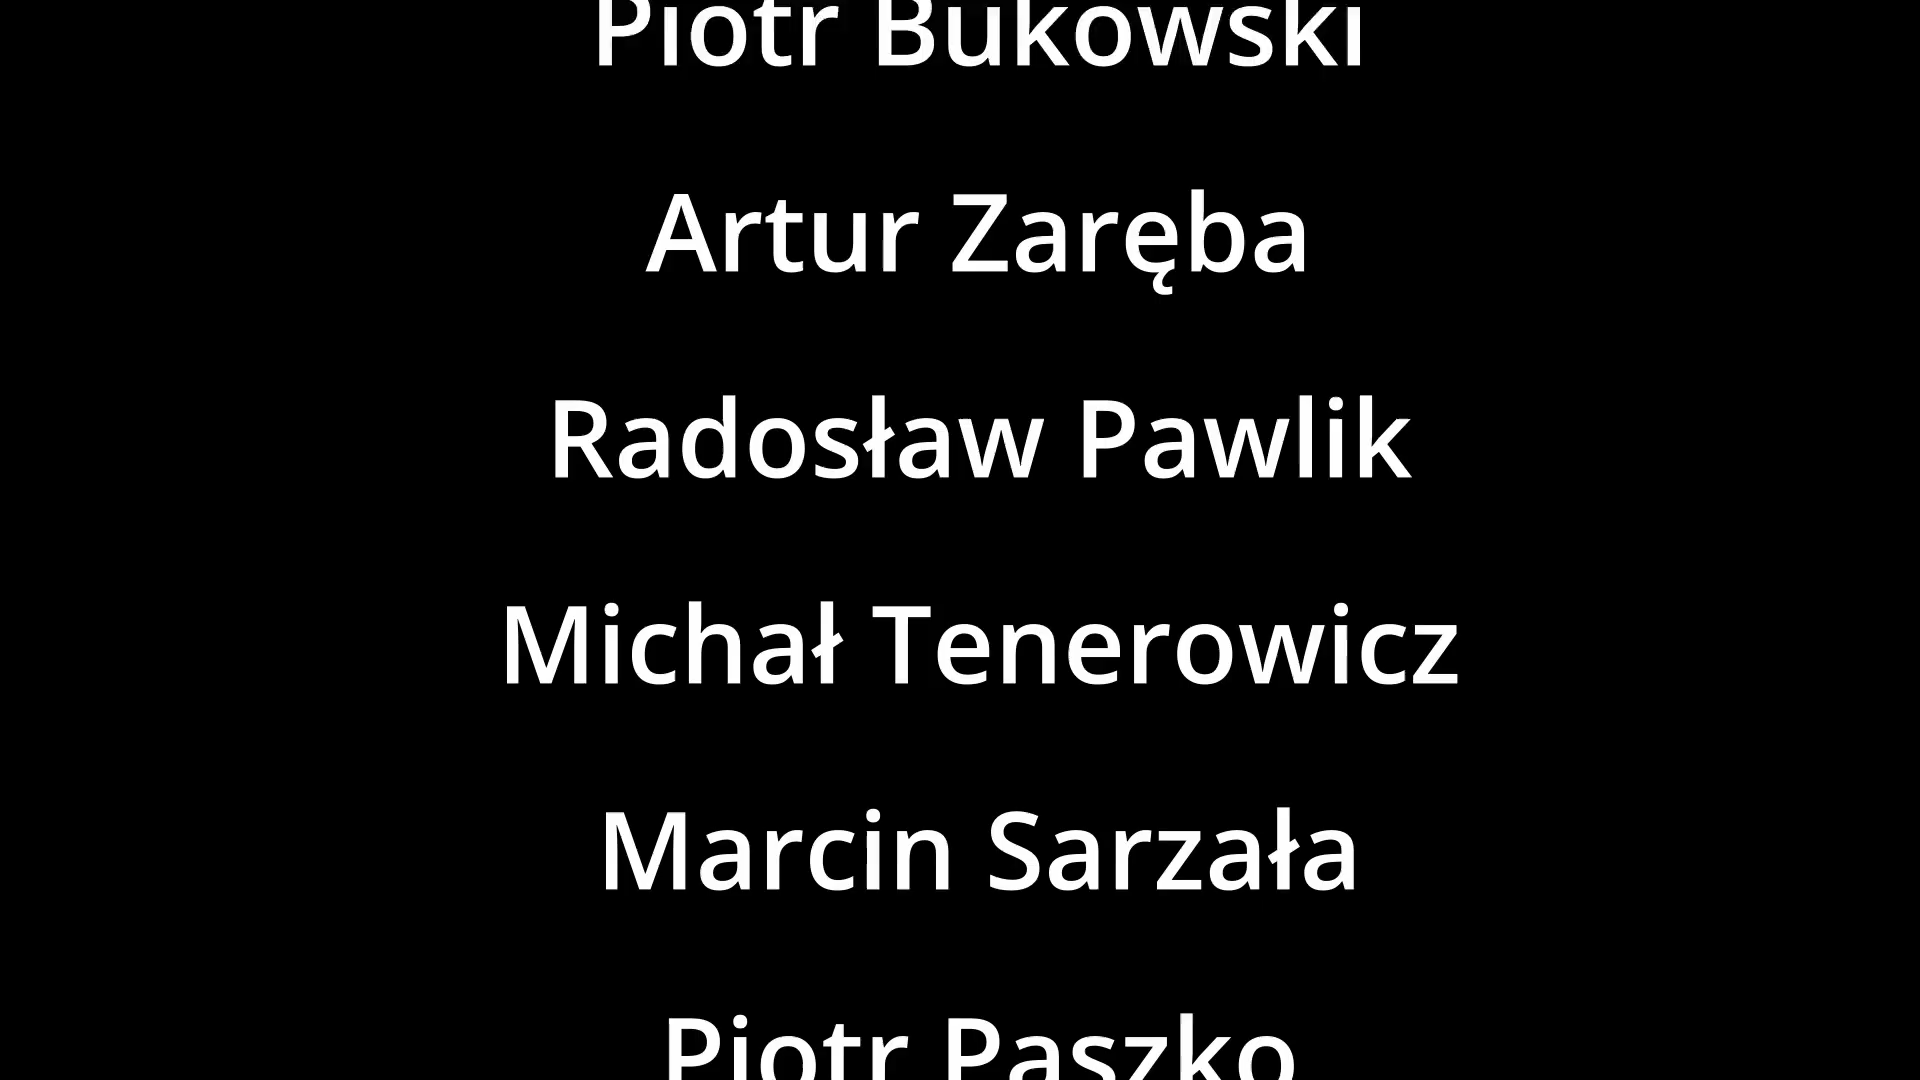 Piotr Bukowski
Artur Zaręba
Radosław Pawlik
Michał Tenerowicz
Marcin Sarzała
Piotr Paszko